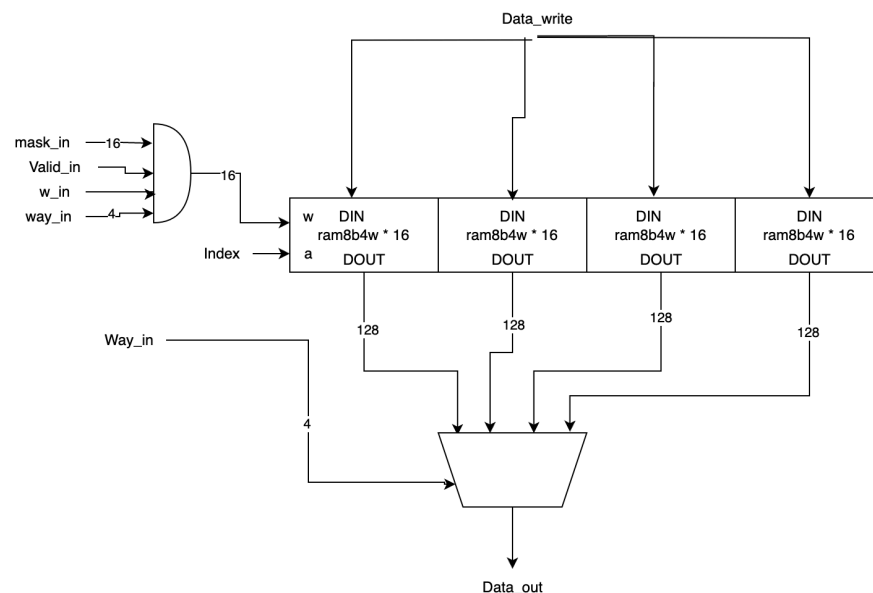 Data_write
mask_in
16
Valid_in
w_in
way_in
4
16
w
DIN
ram8b4w * 16
DOUT
a
DIN
ram8b4w * 16
DOUT
DIN
ram8b4w * 16
DOUT
DIN
ram8b4w * 16
DOUT
Index
128
128
128
128
Way_in
4
Data_out